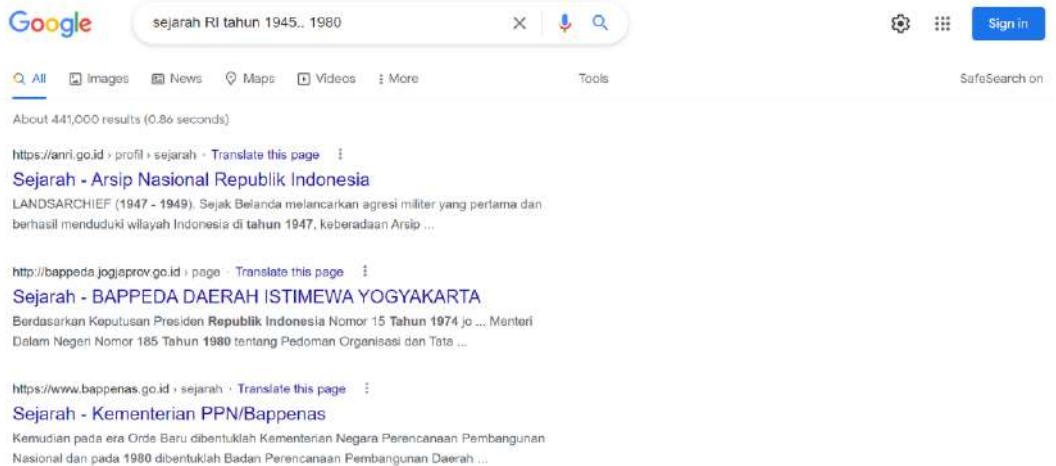 Google
sejarah RI tahun 1945.. 1980
Sign in
All Images News Maps Videos More Tools SafeSearch on
About 441,000 results (0.86 seconds)
https://anri.go.id › profil › sejarah · Translate this page
Sejarah - Arsip Nasional Republik Indonesia
LANDSARCHIEF (1947 - 1949). Sejak Belanda melancarkan agresi militer yang pertama dan
berhasil menduduki wilayah Indonesia di tahun 1947, keberadaan Arsip ...
http://bappeda.jogjaprov.go.id › page · Translate this page
Sejarah - BAPPEDA DAERAH ISTIMEWA YOGYAKARTA
Berdasarkan Keputusan Presiden Republik Indonesia Nomor 15 Tahun 1974 jo ... Menteri
Dalam Negeri Nomor 185 Tahun 1980 tentang Pedoman Organisasi dan Tata ...
https://www.bappenas.go.id › sejarah · Translate this page
Sejarah - Kementerian PPN/Bappenas
Kemudian pada era Orde Baru dibentuklah Kementerian Negara Perencanaan Pembangunan
Nasional dan pada 1980 dibentuklah Badan Perencanaan Pembangunan Daerah ...